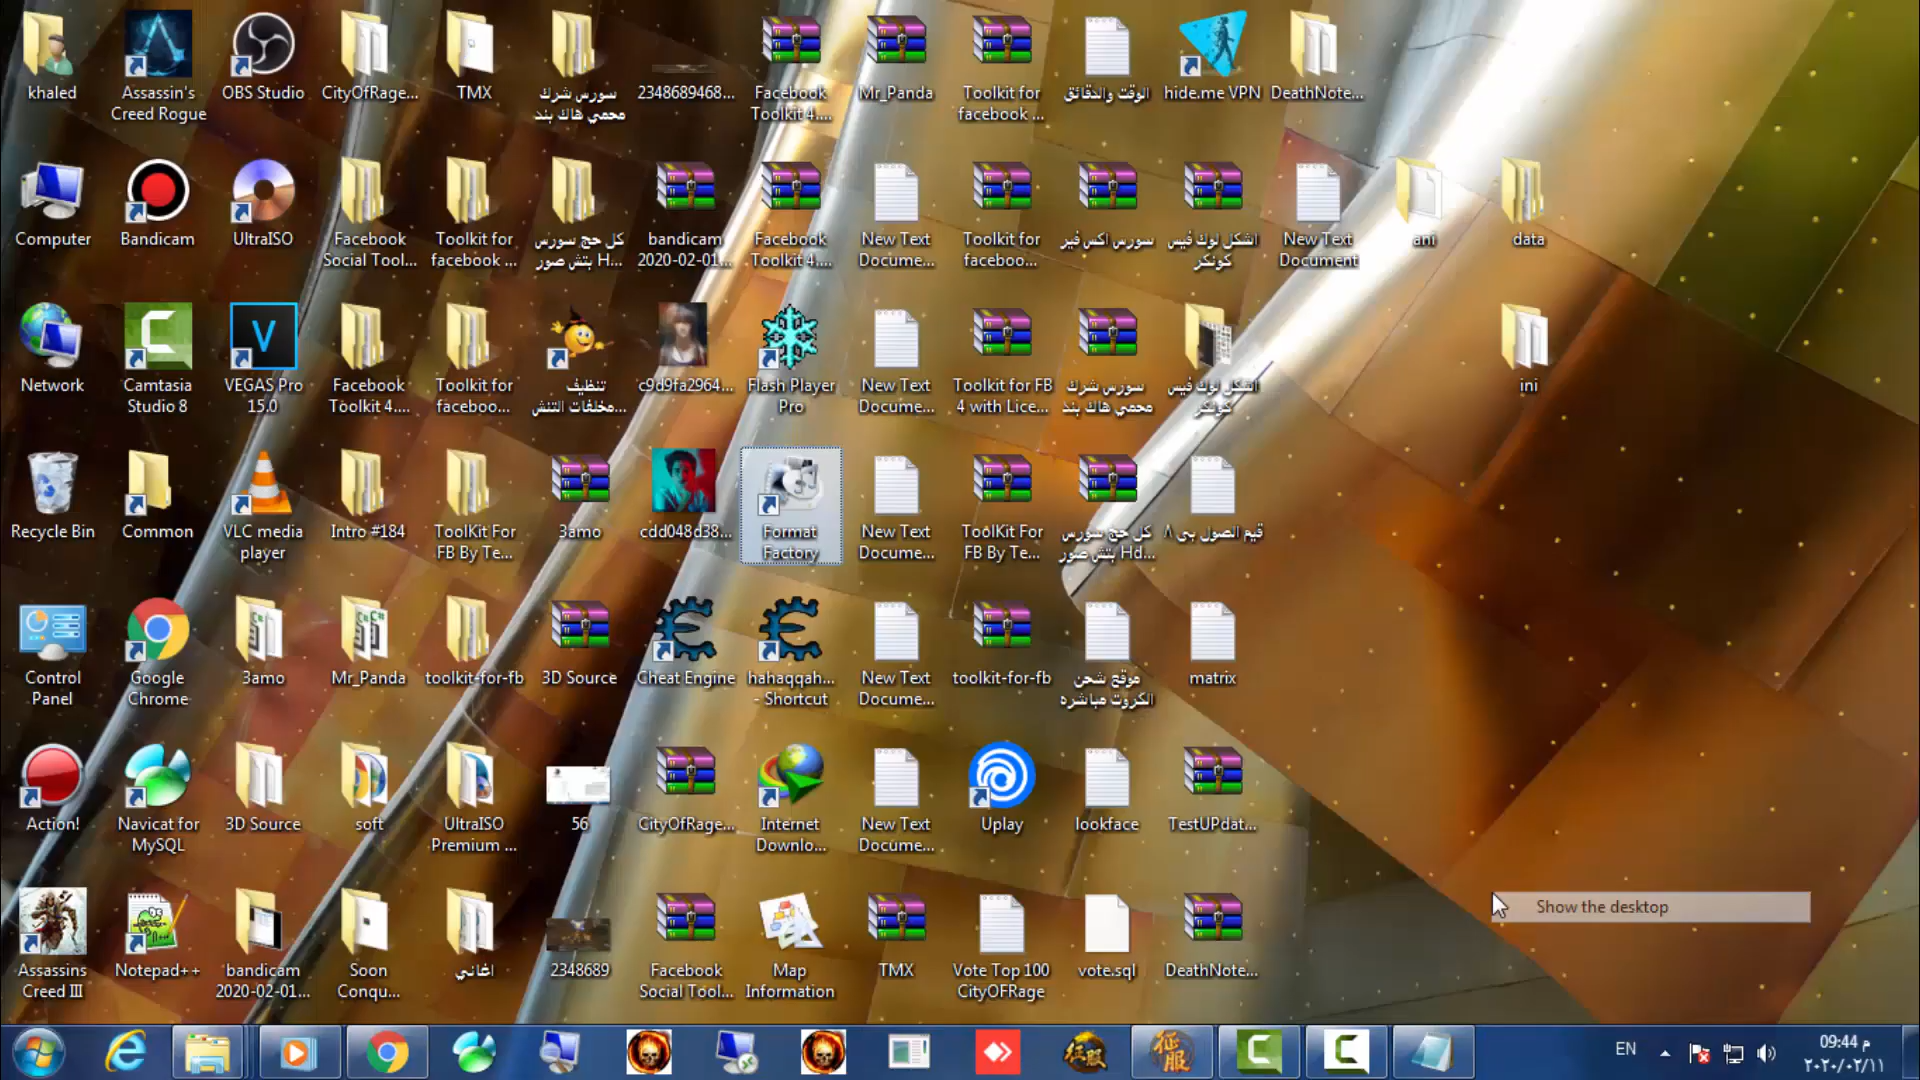 khaled
Assassin's
Creed Rogue
OBS Studio
CityOfRage...
TMX
سورس شرك
محمي هاك بند
2348689468...
Facebook
Toolkit 4....
Mr_Panda
Toolkit for
facebook ...
الوقت والدقائق
hide.me VPN
DeathNote...
Computer
Bandicam
UltraISO
Facebook
Social Tool...
Toolkit for
facebook ...
كل حج سورس
بتش صور H...
bandicam
2020-02-01...
Facebook
Toolkit 4....
New Text
Docume...
Toolkit for
faceboo...
سورس اكس فير
اشكل لوك فيس
كونكر
New Text
Document
ani
data
Network
Camtasia
Studio 8
VEGAS Pro
15.0
Facebook
Toolkit 4....
Toolkit for
faceboo...
تنظيف
مخلفات التنش...
c9d9fa2964...
Flash Player
Pro
New Text
Docume...
Toolkit for FB
4 with Lice...
سورس شرك
محمي هاك بند
اشكل لوك فيس
كونكر
ini
Recycle Bin
Common
VLC media
player
Intro #184
ToolKit For
FB By Te...
3amo
cdd048d38...
Format
Factory
New Text
Docume...
ToolKit For
FB By Te...
كل حج سورس
بتش صور Hd...
قيم الصول بى ٨
Control
Panel
Google
Chrome
3amo
Mr_Panda
toolkit-for-fb
3D Source
Cheat Engine
hahaqqah...
- Shortcut
New Text
Docume...
toolkit-for-fb
موقع شحن
الكروت مباشره
matrix
Action!
Navicat for
MySQL
3D Source
soft
UltraISO
Premium ...
56
CityOfRage...
Internet
Downlo...
New Text
Docume...
Uplay
lookface
TestUPdat...
Assassins
Creed III
Notepad++
bandicam
2020-02-01...
Soon
Conqu...
اغاني
2348689
Facebook
Social Tool...
Map
Information
TMX
Vote Top 100
CityOFRage
vote.sql
DeathNote...
Show the desktop
EN
09:44 م
٢٠٢٠/٠٢/١١